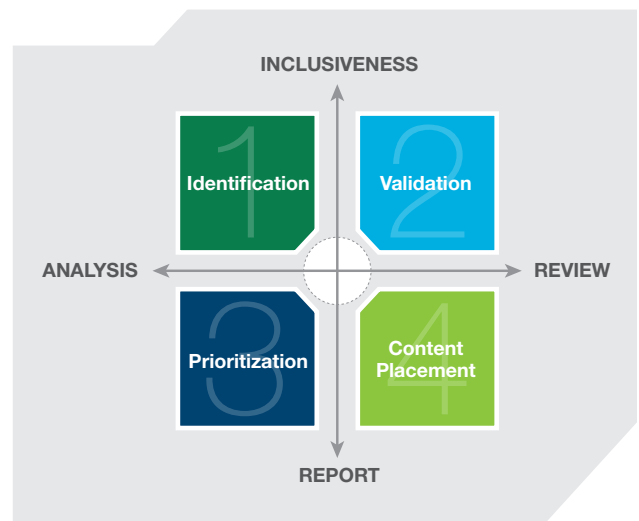 INCLUSIVENESS
1
Identification
2
Validation
ANALYSIS
REVIEW
3
Prioritization
4
Content
Placement
REPORT